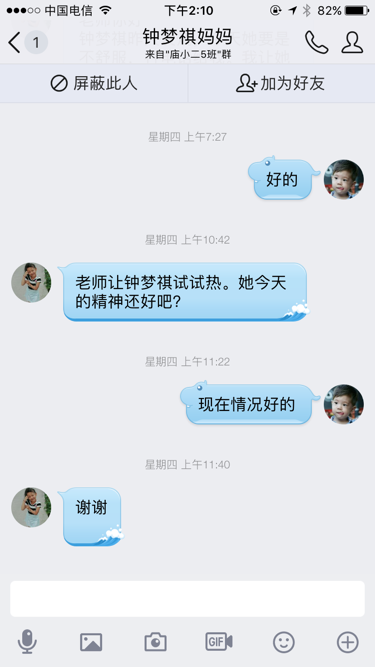 中国电信
下午2:10
82%
1
钟梦祺妈妈
来自"庙小二5班"群
屏蔽此人
加为好友
星期四 上午7:27
好的
星期四 上午10:42
老师让钟梦祺试试热。她今天
的精神还好吧?
星期四 上午11:22
现在情况好的
星期四 上午11:40
谢谢
GIF